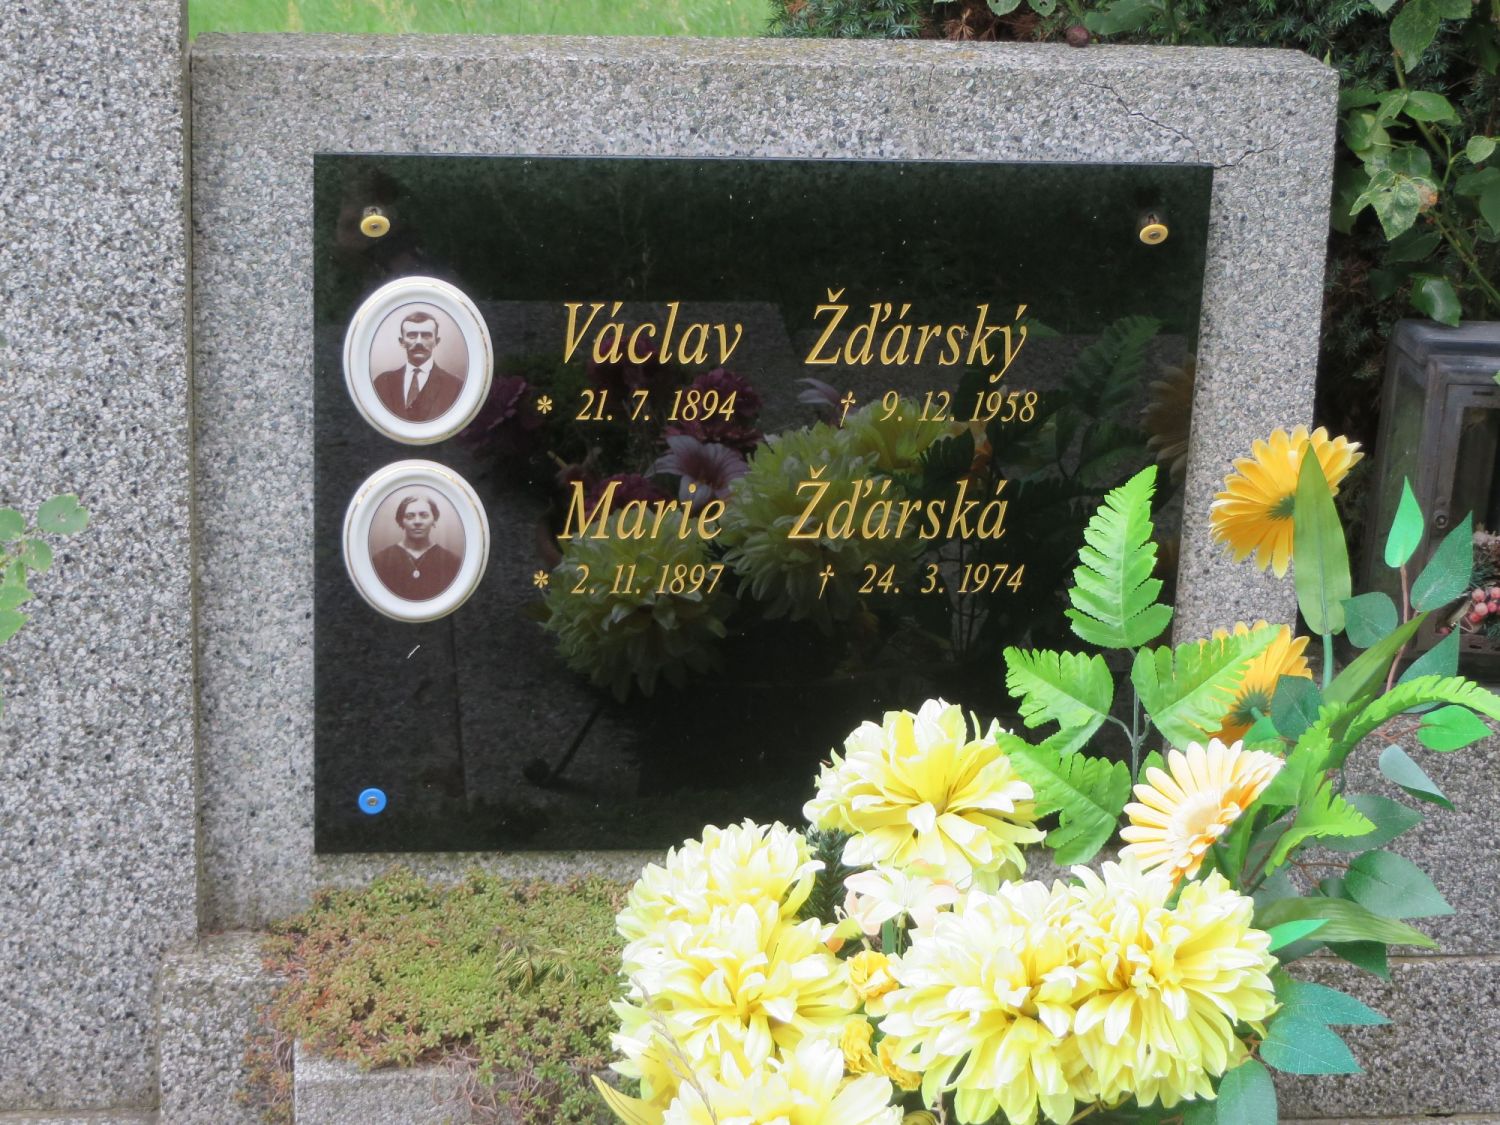 Václav Žďárský
* 21. 7. 1894 † 9. 12. 1958
Marie Žďárská
* 2. 11. 1897 † 24. 3. 1974